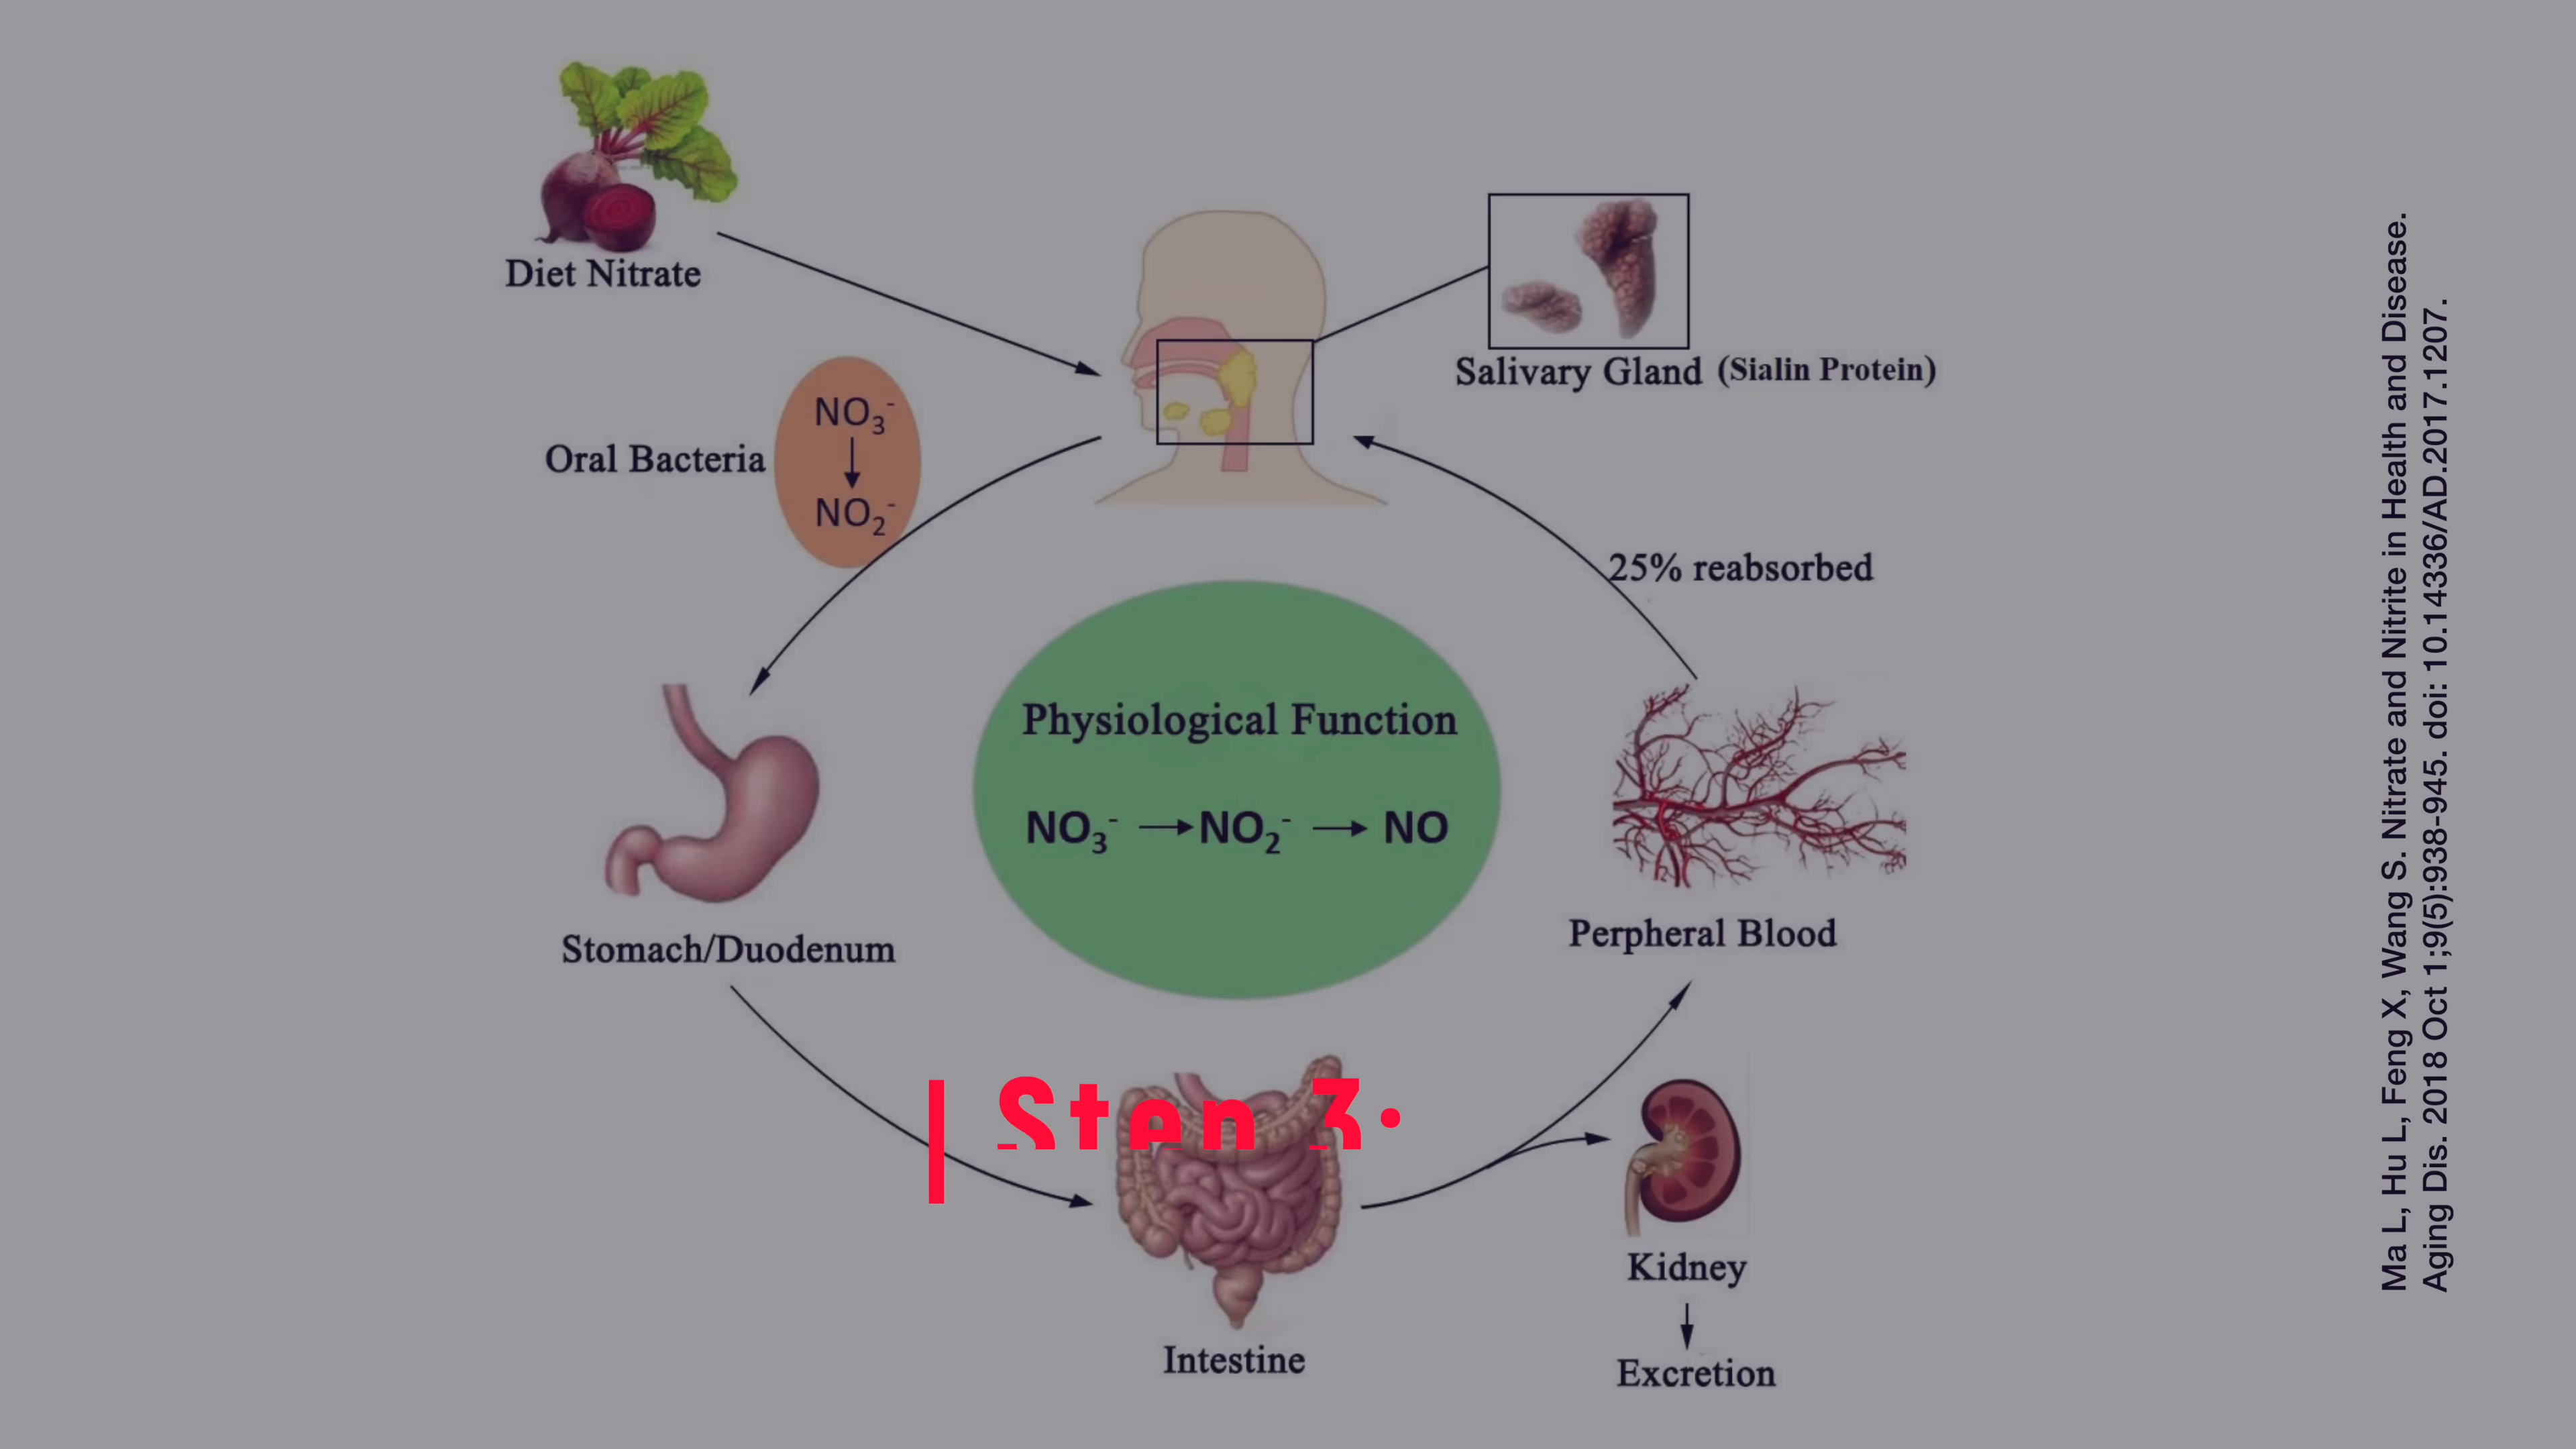 Diet Nitrate
Salivary Gland (Sialin Protein)
Oral Bacteria
NO₃⁻
NO₂⁻
25% reabsorbed
Physiological Function
NO₃⁻ → NO₂⁻ → NO
Stomach/Duodenum
Perpheral Blood
Step 3:
Intestine
Kidney
Excretion
Ma L, Hu L, Feng X, Wang S. Nitrate and Nitrite in Health and Disease.
Aging Dis. 2018 Oct 1;9(5):938-945. doi: 10.14336/AD.2017.1207.